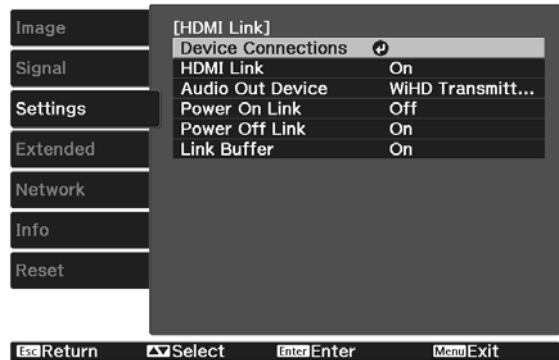 Image
Signal
Settings
Extended
Network
Info
Reset
[HDMI Link]
Device Connections
HDMI Link On
Audio Out Device WiHD Transmitt...
Power On Link Off
Power Off Link On
Link Buffer On
Esc Return Select Enter Enter Menu Exit